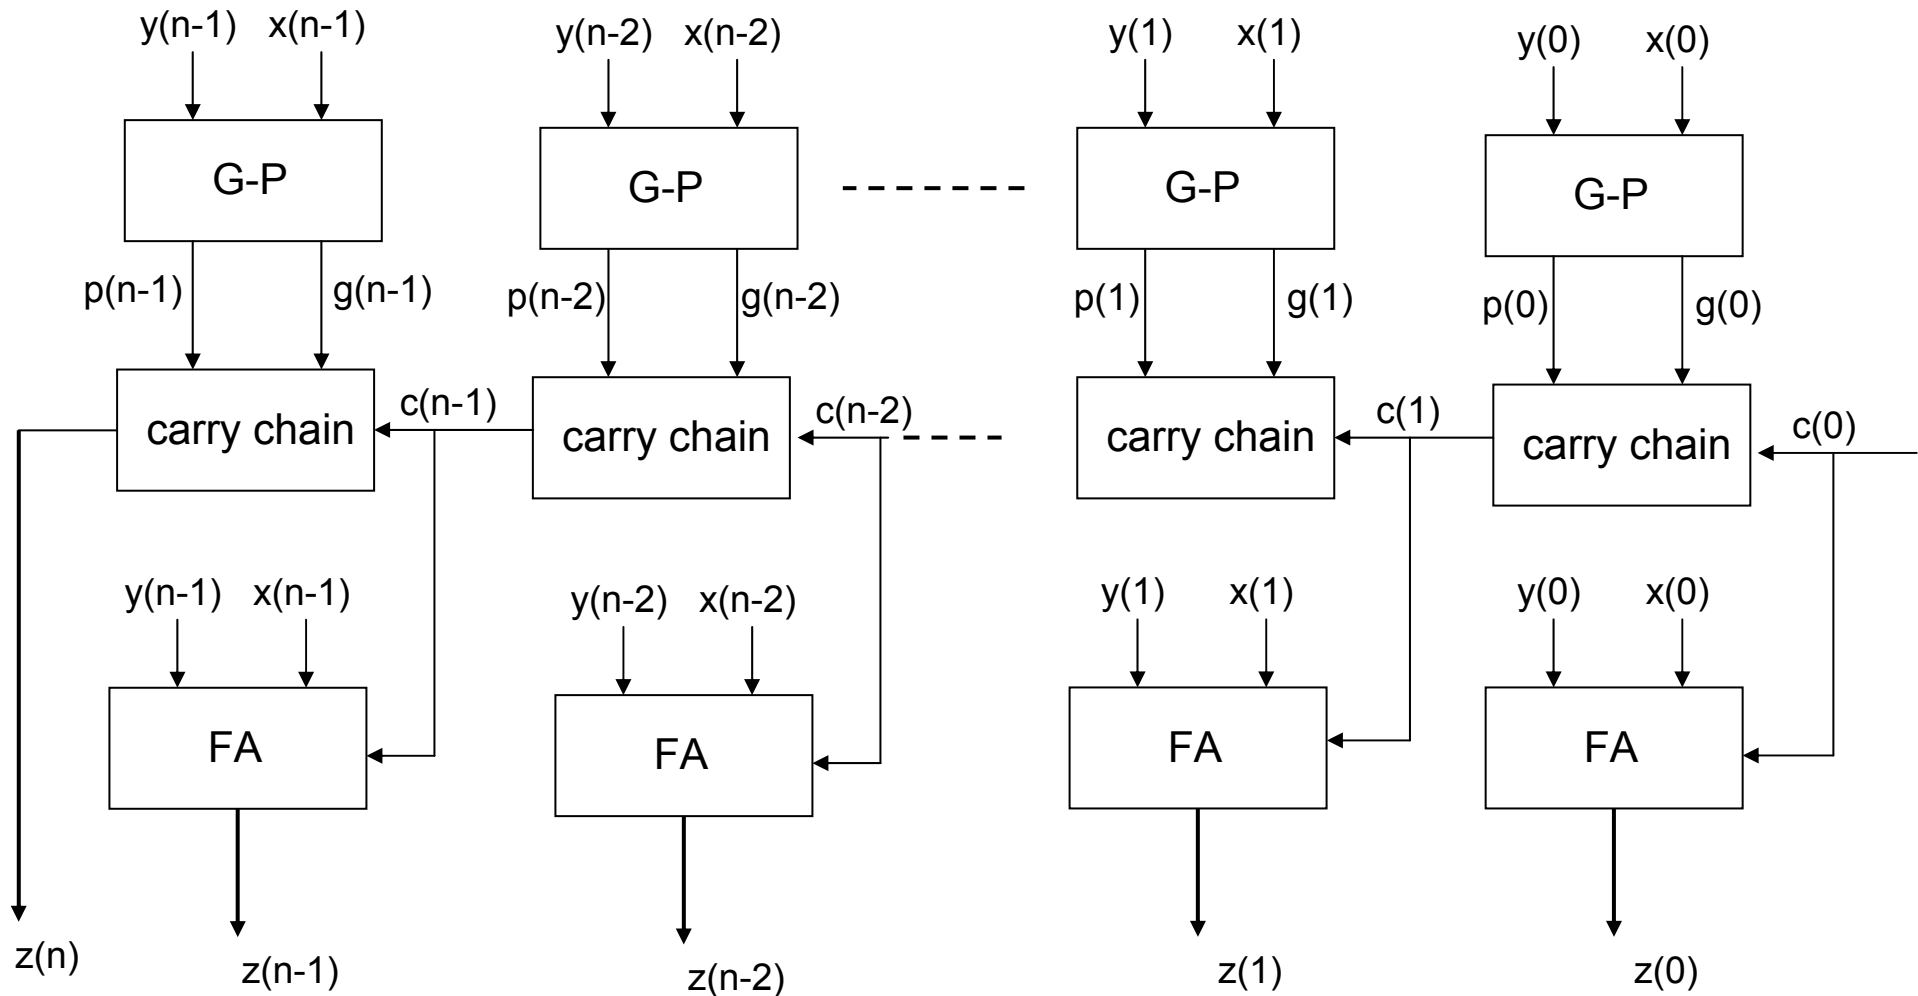 y(n-1) x(n-1) y(n-2) x(n-2) y(1) x(1) y(0) x(0)
G-P G-P G-P G-P
p(n-1) g(n-1) p(n-2) g(n-2) p(1) g(1) p(0) g(0)
c(n-1) c(n-2) c(1) c(0)
carry chain carry chain carry chain carry chain
y(n-1) x(n-1) y(n-2) x(n-2) y(1) x(1) y(0) x(0)
FA FA FA FA
z(n) z(n-1) z(n-2) z(1) z(0)